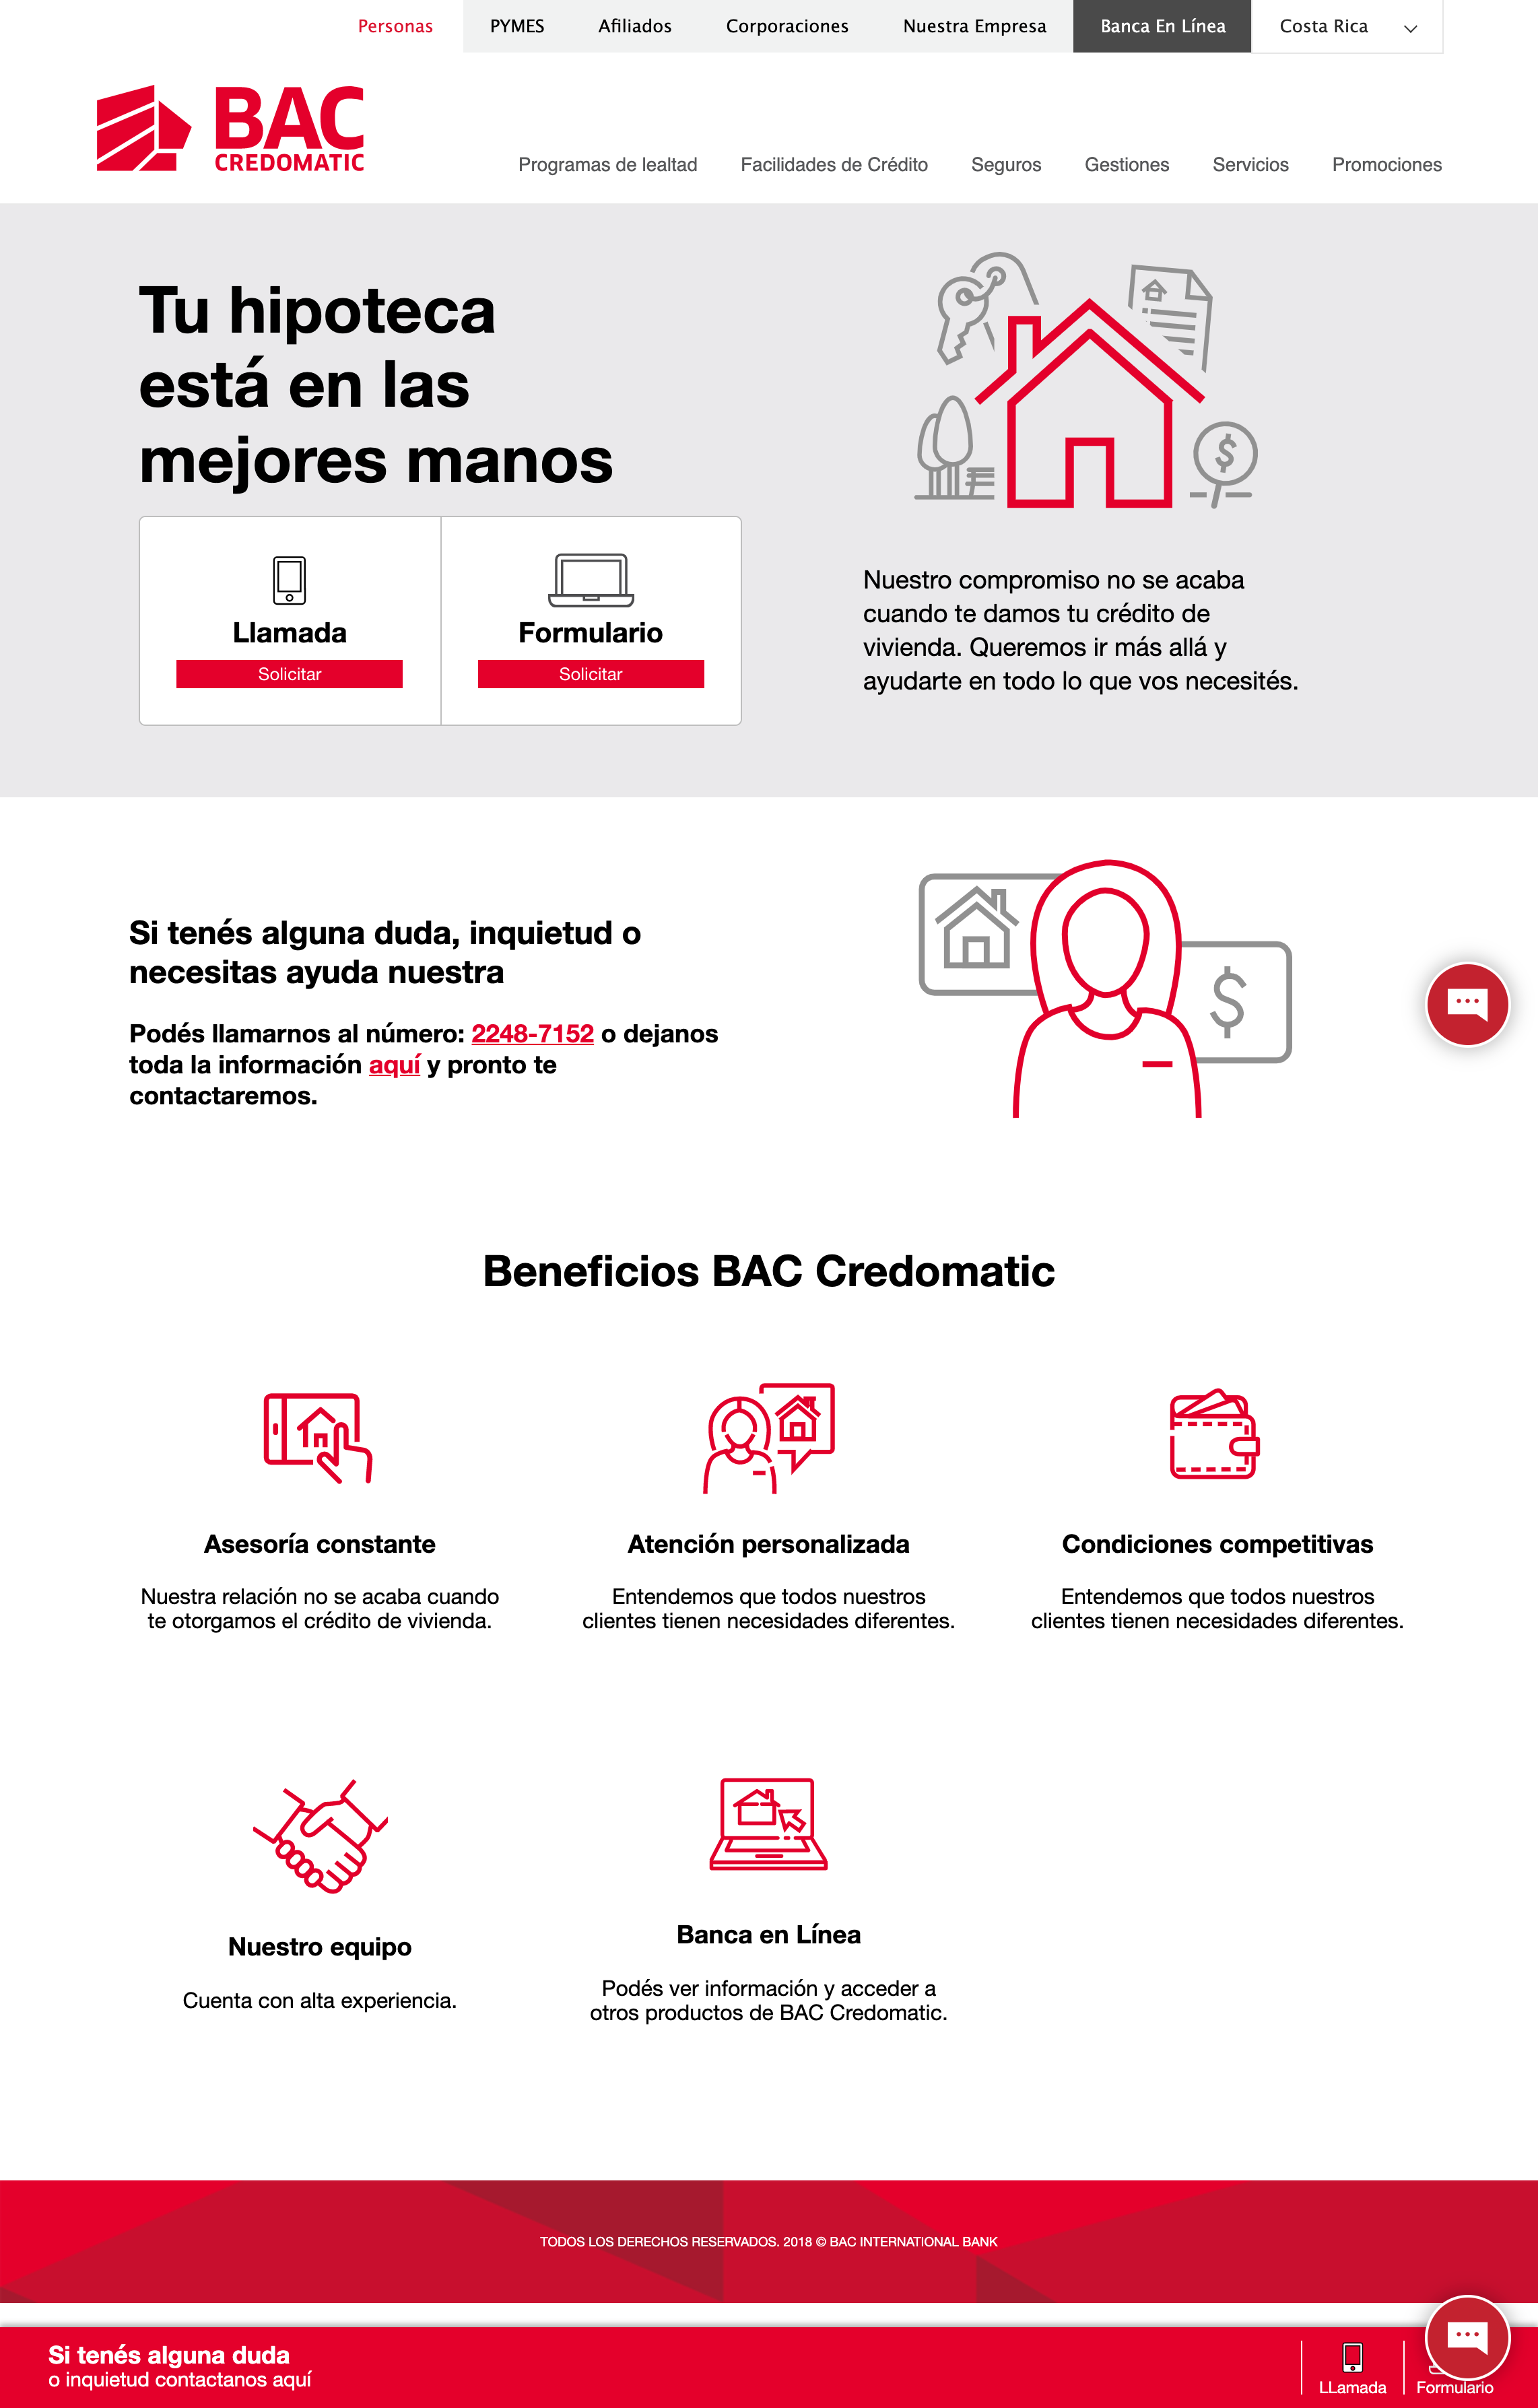 Personas
PYMES
Afiliados
Corporaciones
Nuestra Empresa
Banca En Línea
Costa Rica
BAC
CREDOMATIC
Programas de lealtad
Facilidades de Crédito
Seguros
Gestiones
Servicios
Promociones
Tu hipoteca
está en las
mejores manos
Llamada
Solicitar
Formulario
Solicitar
$
Nuestro compromiso no se acaba
cuando te damos tu crédito de
vivienda. Queremos ir más allá y
ayudarte en todo lo que vos necesités.
Si tenés alguna duda, inquietud o
necesitas ayuda nuestra
Podés llamarnos al número: 2248-7152 o dejanos
toda la información aquí y pronto te
contactaremos.
$
Beneficios BAC Credomatic
Asesoría constante
Nuestra relación no se acaba cuando
te otorgamos el crédito de vivienda.
Atención personalizada
Entendemos que todos nuestros
clientes tienen necesidades diferentes.
Condiciones competitivas
Entendemos que todos nuestros
clientes tienen necesidades diferentes.
Nuestro equipo
Cuenta con alta experiencia.
Banca en Línea
Podés ver información y acceder a
otros productos de BAC Credomatic.
TODOS LOS DERECHOS RESERVADOS. 2018 © BAC INTERNATIONAL BANK
Si tenés alguna duda
o inquietud contactanos aquí
LLamada
Formulario